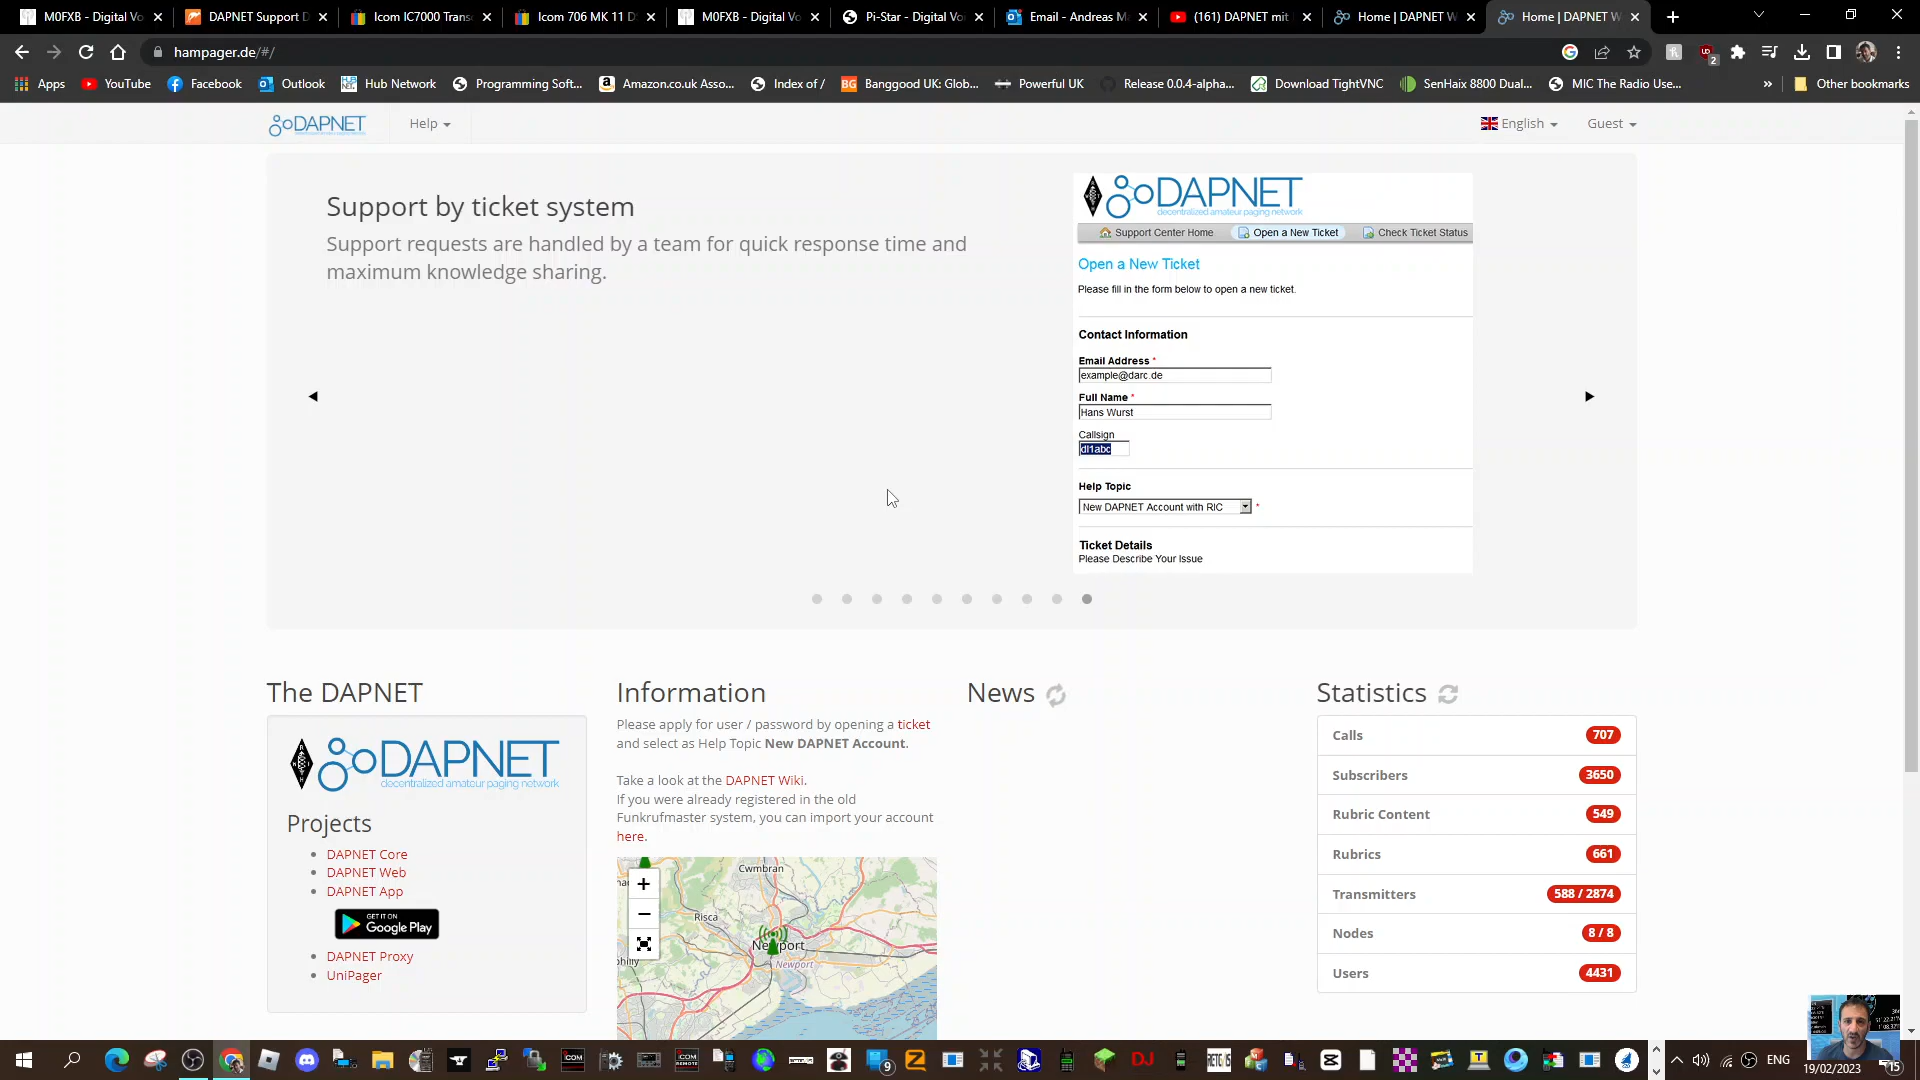 M0FXB - Digital Vo
DAPNET Support D
Icom IC7000 Trans
Icom 706 MK 11 D
M0FXB - Digital Vo
Pi-Star - Digital Vo
Email - Andreas M
(161) DAPNET mit
Home | DAPNET W
Home | DAPNET W
hampager.de/#/
Apps
YouTube
Facebook
Outlook
Hub Network
Programming Soft...
Amazon.co.uk Asso...
Index of /
Banggood UK: Glob...
Powerful UK
Release 0.0.4-alpha...
Download TightVNC
SenHaix 8800 Dual...
MIC The Radio Use...
»
Other bookmarks
DAPNET
Help
English
Guest
Support by ticket system
Support requests are handled by a team for quick response time and
maximum knowledge sharing.
DAPNET
decentralized amateur paging network
Support Center Home
Open a New Ticket
Check Ticket Status
Open a New Ticket
Please fill in the form below to open a new ticket.
Contact Information
Email Address *
example@darc.de
Full Name *
Hans Wurst
Callsign
dl1abc
Help Topic
New DAPNET Account with RIC *
Ticket Details
Please Describe Your Issue
The DAPNET
DAPNET
decentralized amateur paging network
Projects
DAPNET Core
DAPNET Web
DAPNET App
GET IT ON
Google Play
DAPNET Proxy
UniPager
Information
Please apply for user / password by opening a ticket
and select as Help Topic New DAPNET Account.
Take a look at the DAPNET Wiki.
If you were already registered in the old
Funkrufmaster system, you can import your account
here.
+
−
Cwmbran
Risca
Newport
Newport
News
Statistics
Calls 707
Subscribers 3650
Rubric Content 549
Rubrics 661
Transmitters 588 / 2874
Nodes 8 / 8
Users 4431
ENG
19/02/2023
15